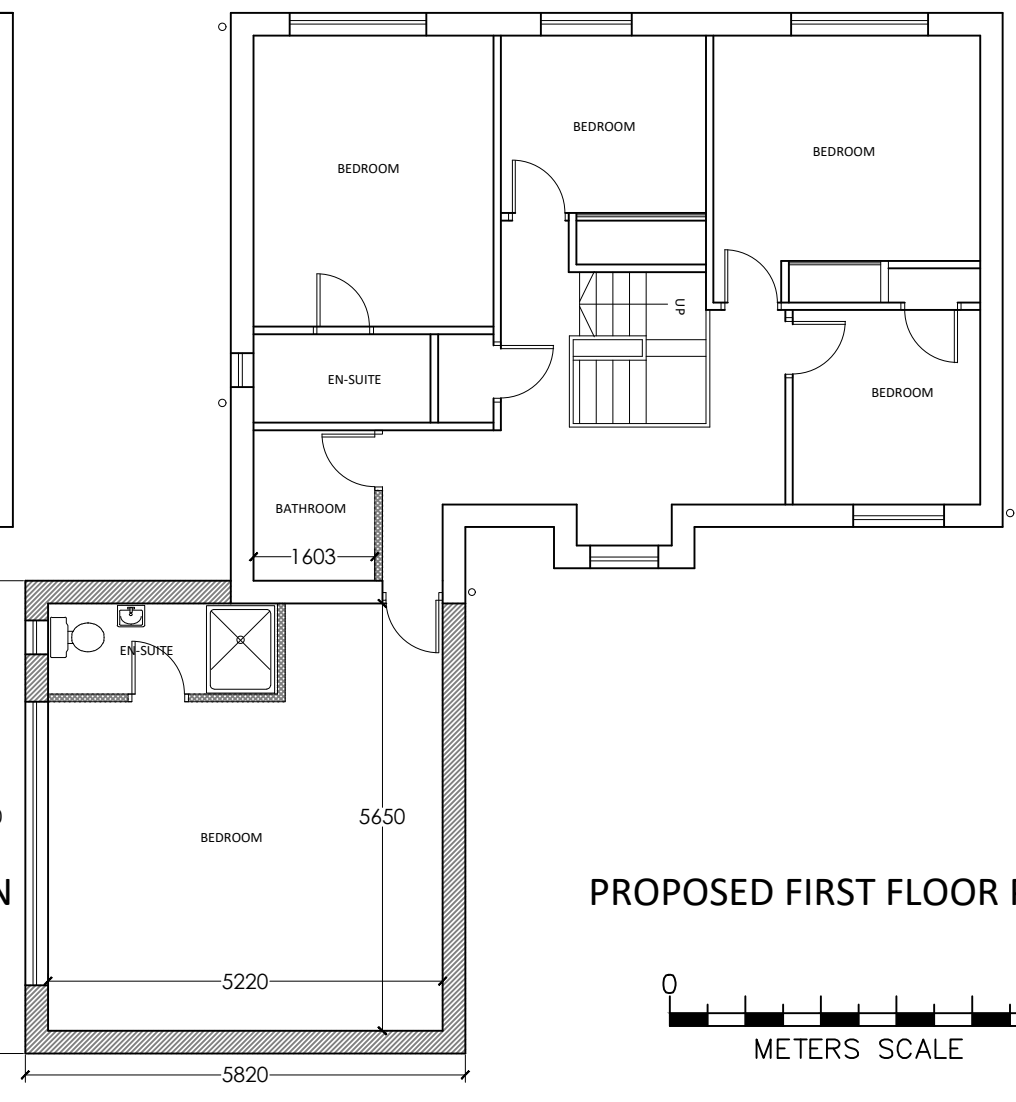 BEDROOM
BEDROOM
BEDROOM
UP
EN-SUITE
BEDROOM
BATHROOM
1603
EN-SUITE
5650
BEDROOM
PROPOSED FIRST FLOOR
5220
0
METERS SCALE
5820